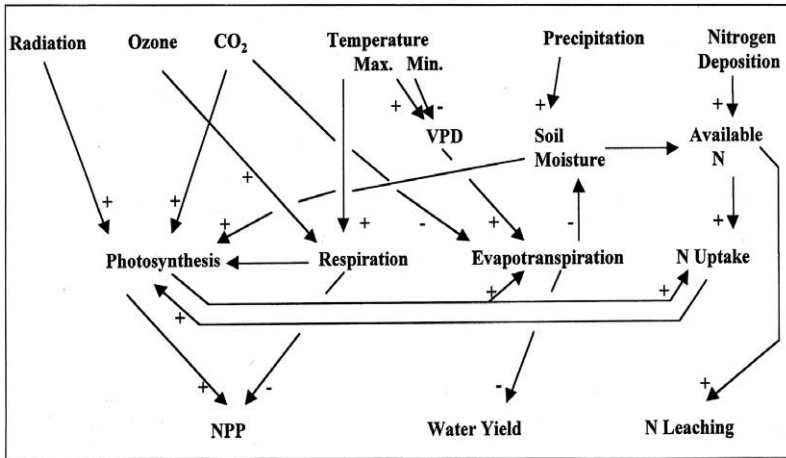 Radiation Ozone CO₂ Temperature Precipitation Nitrogen
Max. Min. Deposition
+ - + +
VPD Soil Available
Moisture N
+
+ + + + - + - +
Photosynthesis Respiration Evapotranspiration N Uptake
+ +
+
+ - - +
NPP Water Yield N Leaching